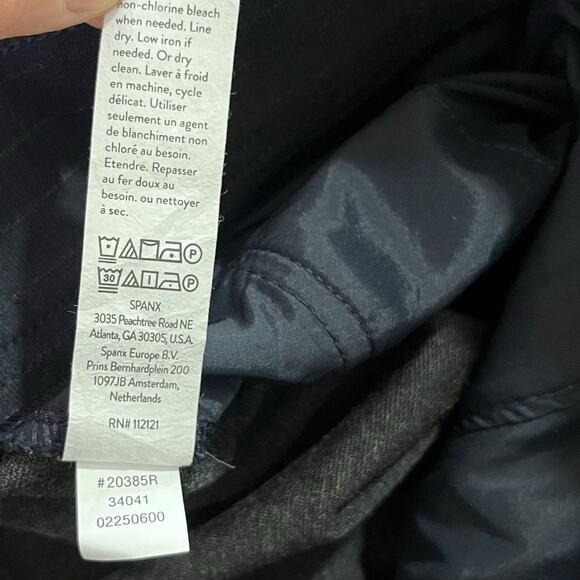 non-chlorine bleach
when needed. Line
dry. Low iron if
needed. Or dry
clean. Laver à froid
en machine, cycle
délicat. Utiliser
seulement un agent
de blanchiment non
chloré au besoin.
Etendre. Repasser
au fer doux au
besoin. ou nettoyer
à sec.
P
30 P
SPANX
3035 Peachtree Road NE
Atlanta, GA 30305, U.S.A.
Spanx Europe B.V.
Prins Bernhardplein 200
1097JB Amsterdam,
Netherlands
RN# 112121
#20385R
34041
02250600